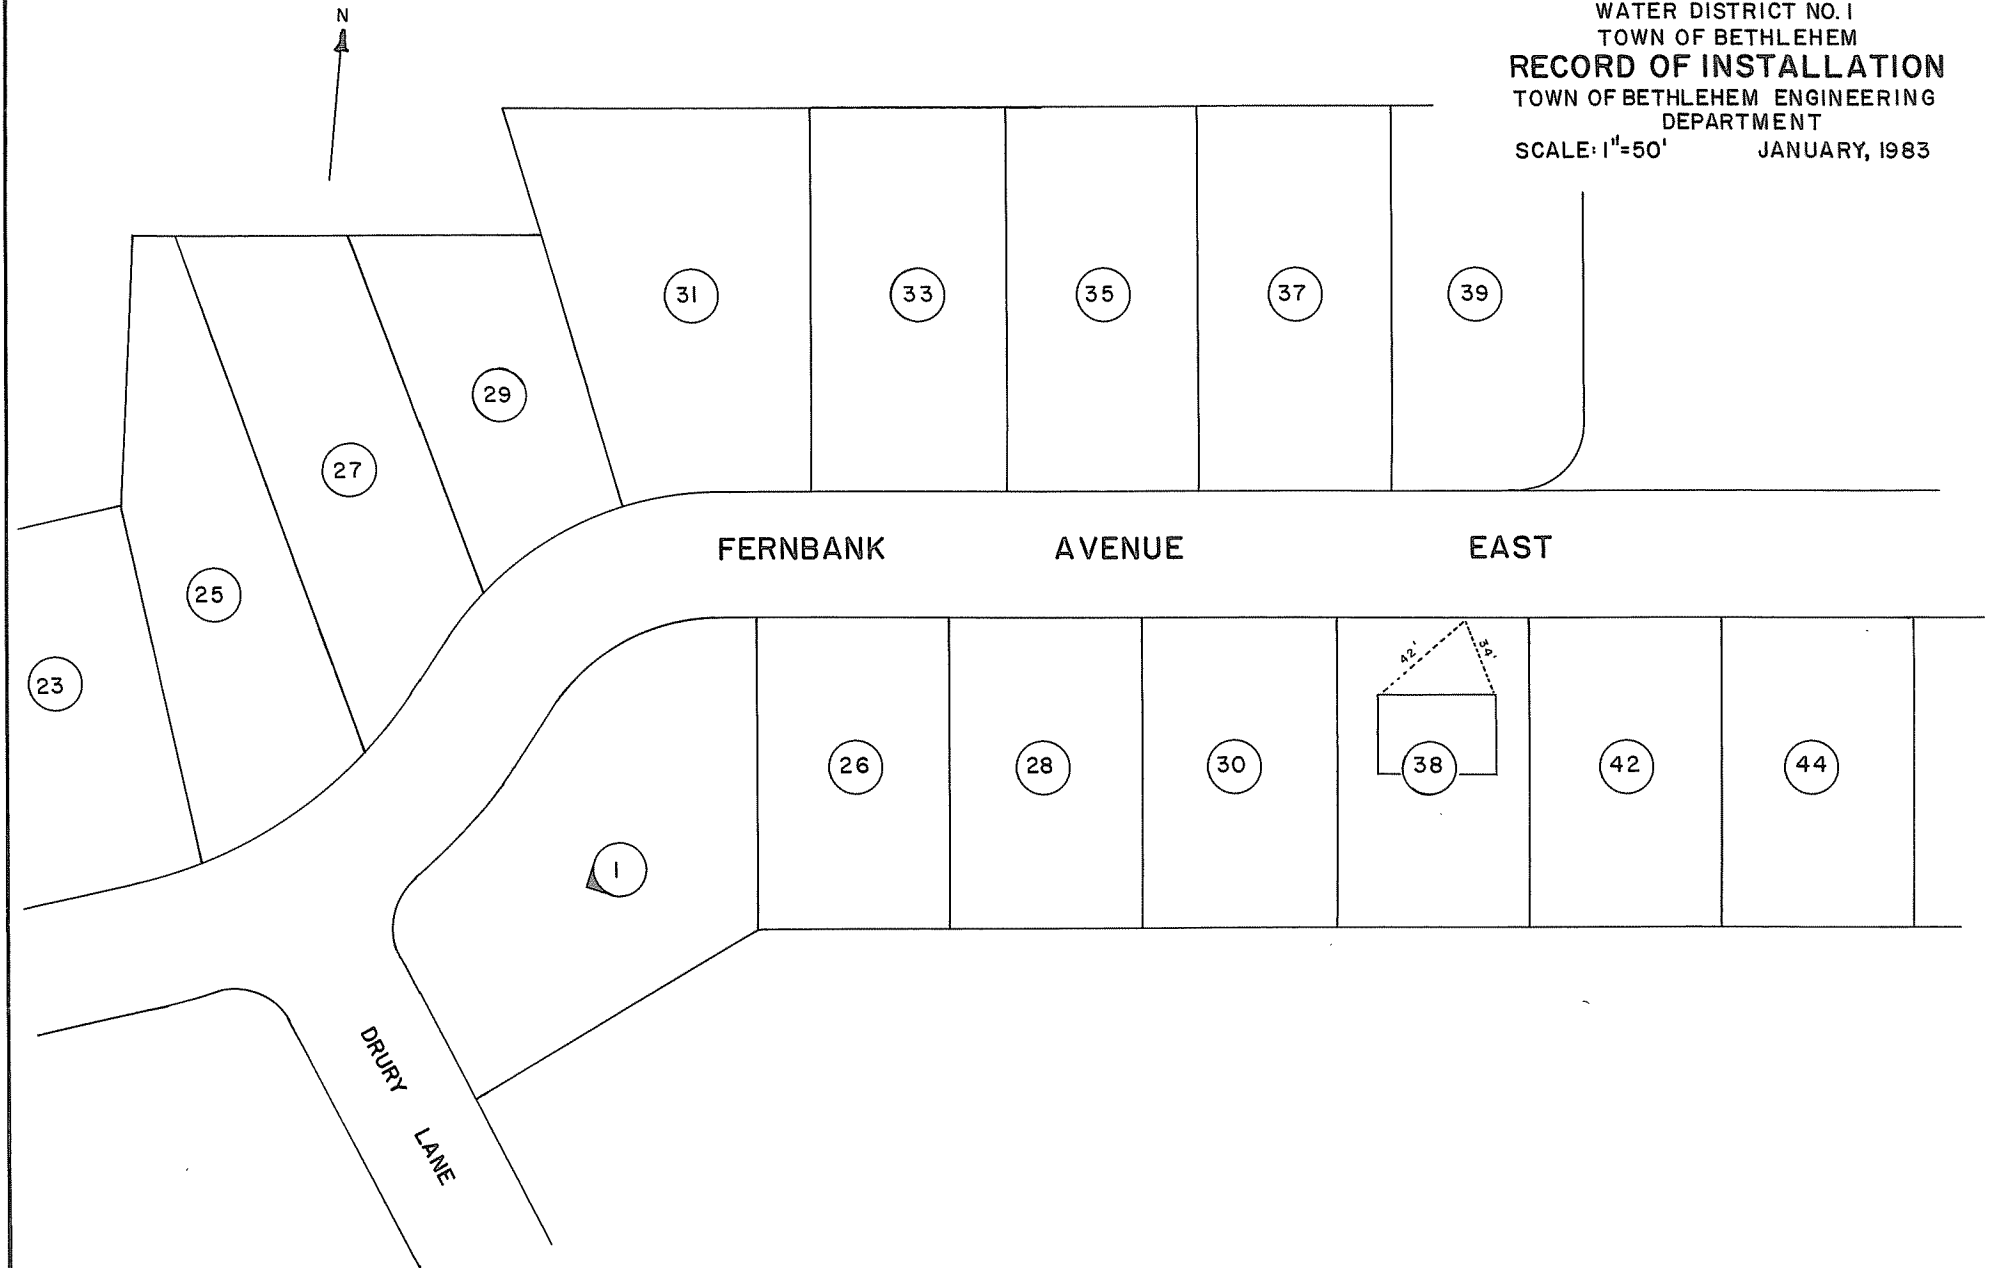 N
WATER DISTRICT NO. 1
TOWN OF BETHLEHEM
RECORD OF INSTALLATION
TOWN OF BETHLEHEM ENGINEERING
DEPARTMENT
SCALE: 1"=50' JANUARY, 1983
31
33
35
37
39
29
27
25
23
FERNBANK AVENUE EAST
42'
34'
26
28
30
38
42
44
1
DRURY LANE